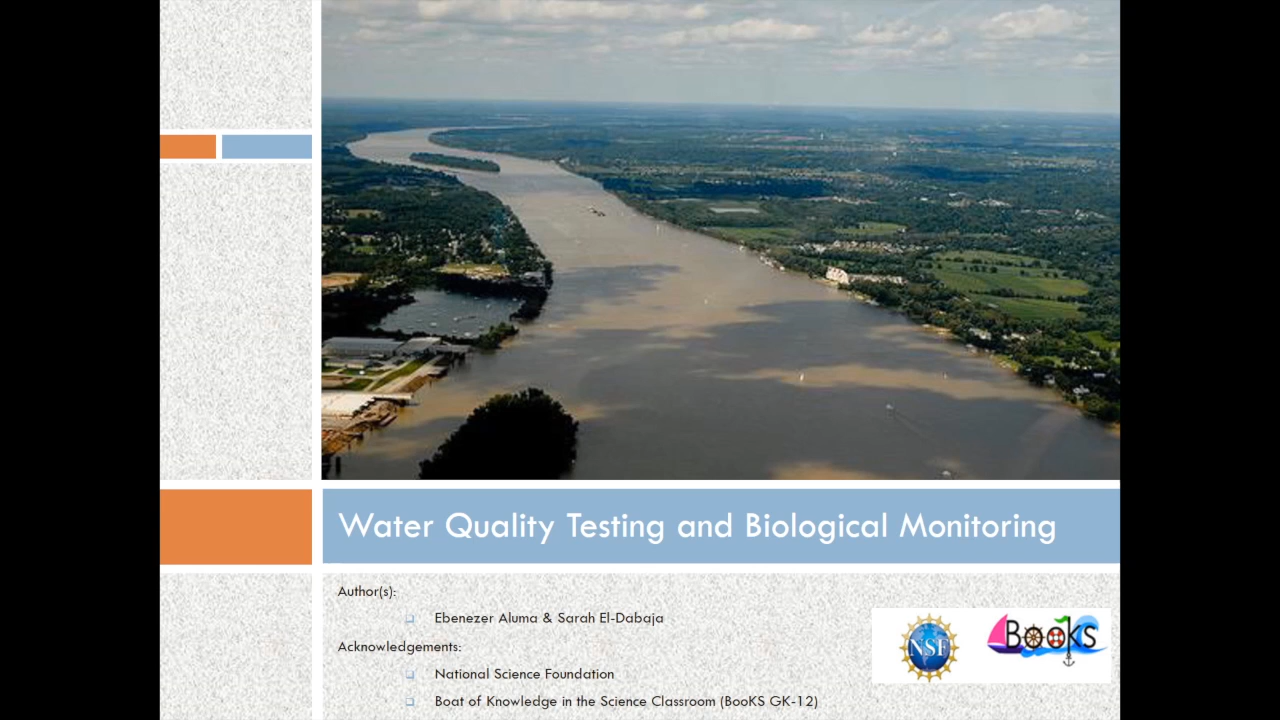 Water Quality Testing and Biological Monitoring
Author(s):
Ebenezer Aluma & Sarah El-Dabaja
Acknowledgements:
National Science Foundation
Boat of Knowledge in the Science Classroom (BooKS GK-12)
NSF
BooKS